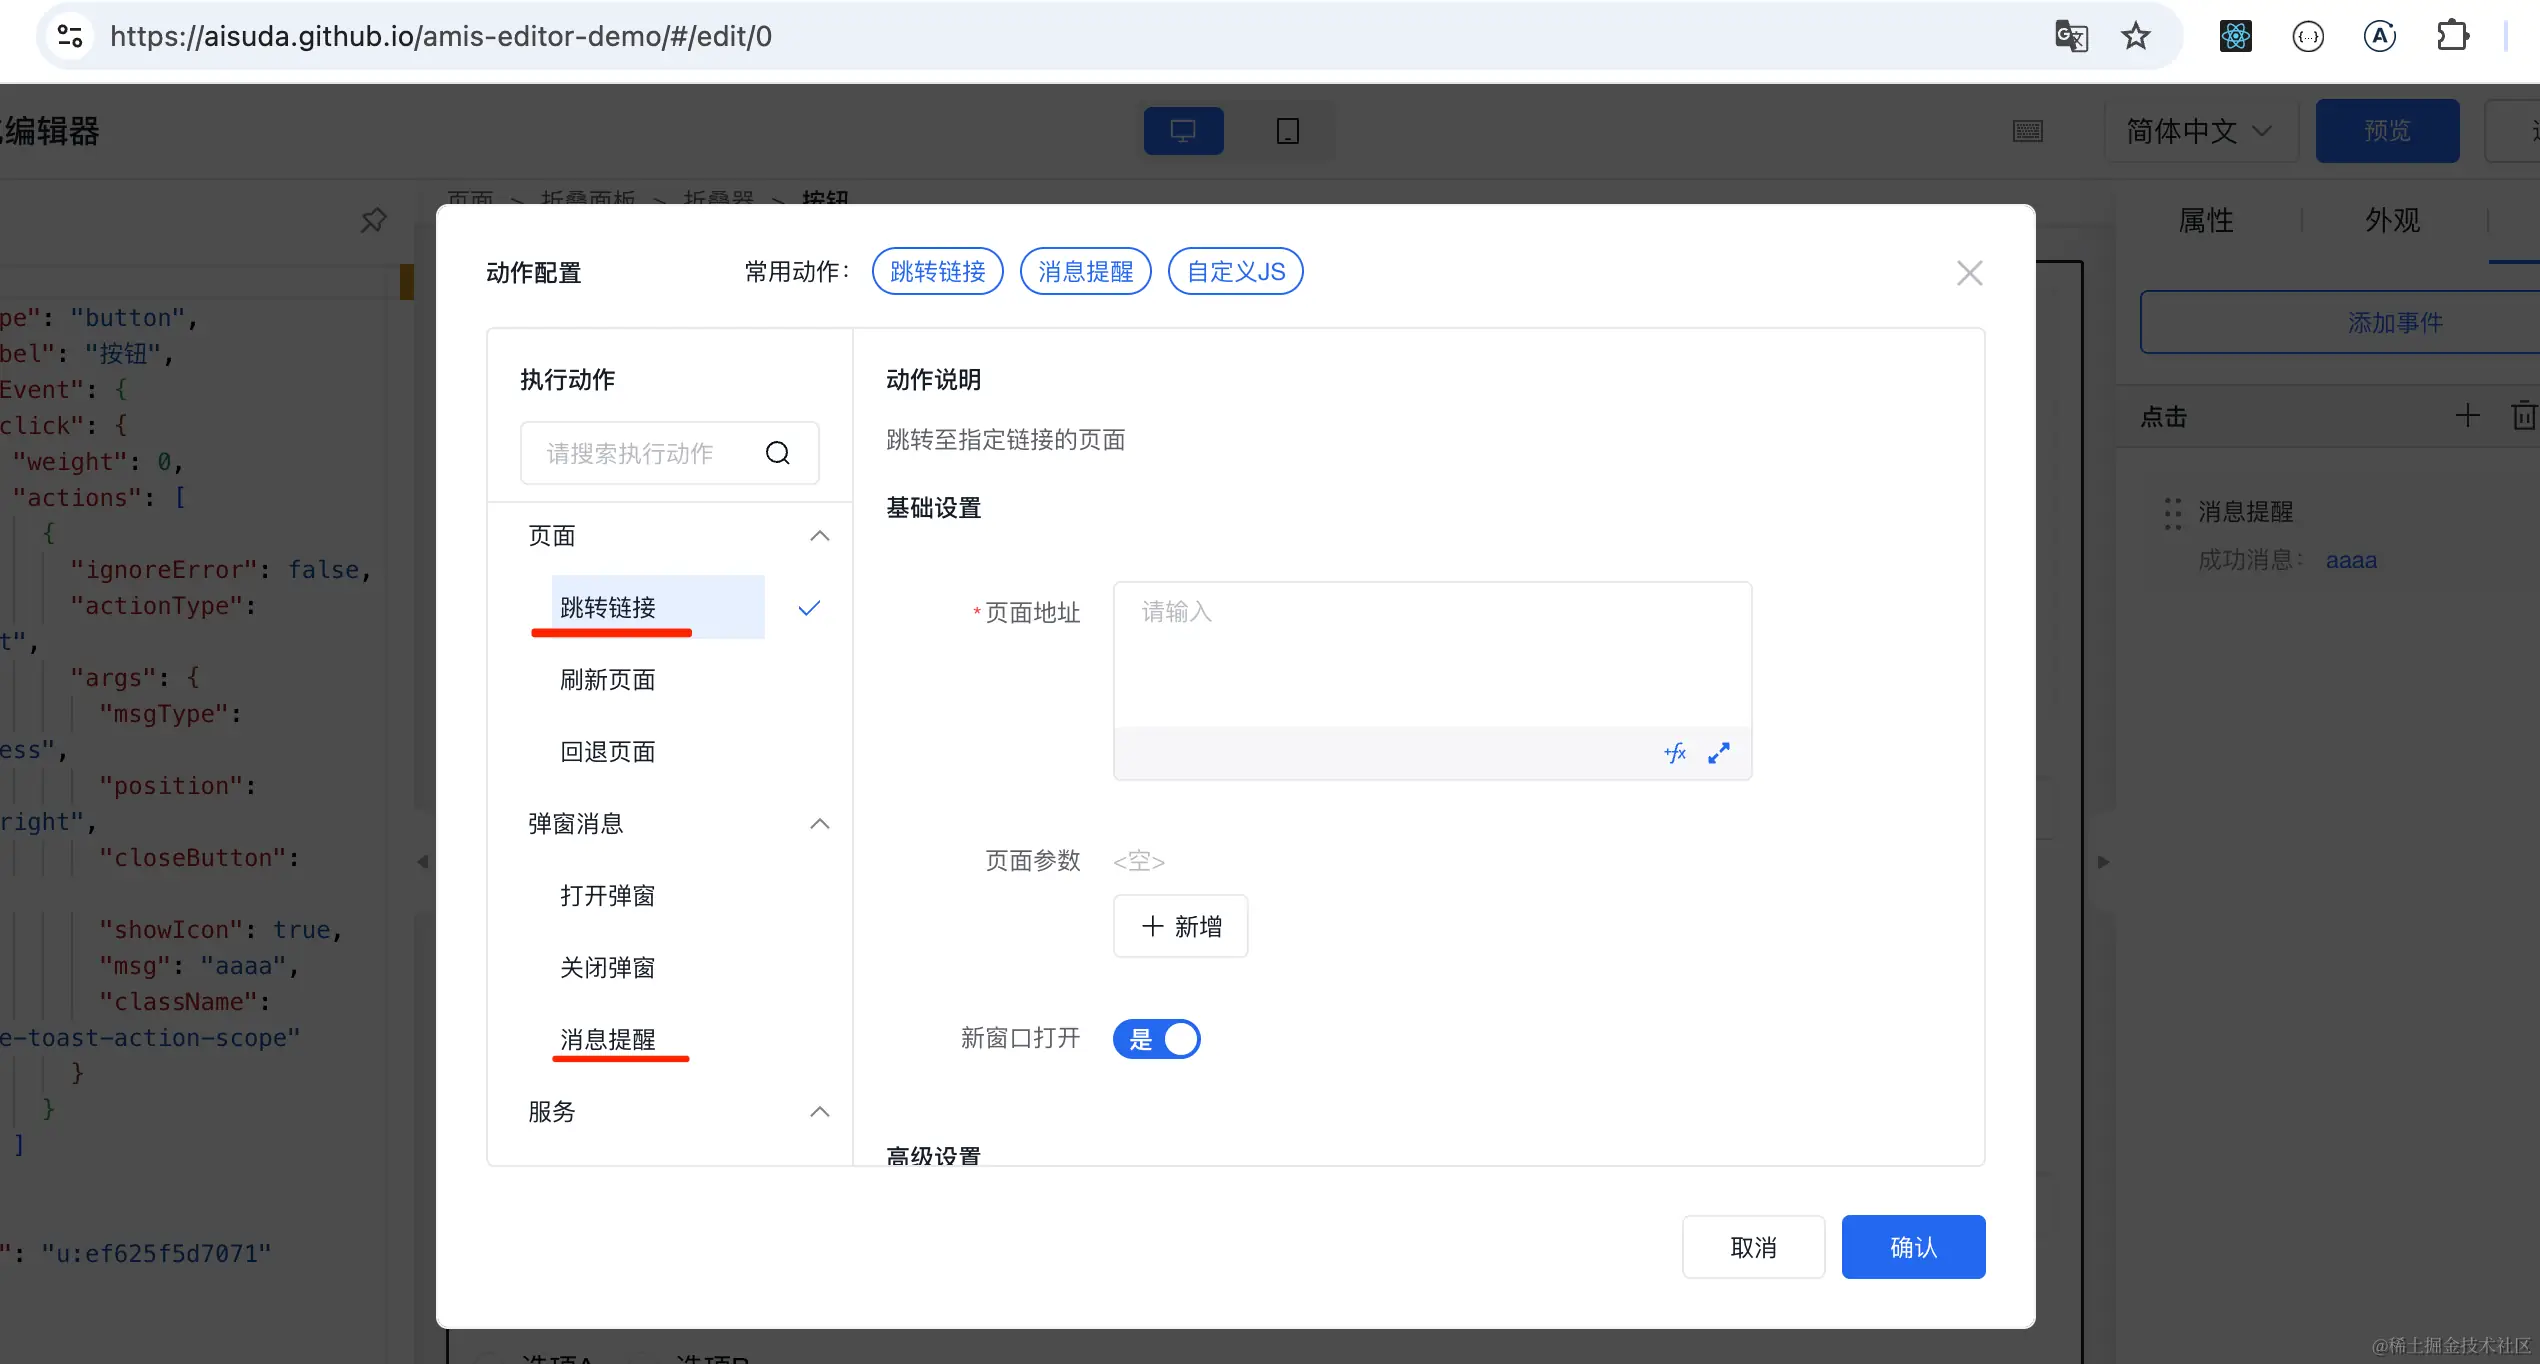 https://aisuda.github.io/amis-editor-demo/#/edit/0
编辑器
简体中文
预览
页面 > 折叠面板 > 折叠器 > 按钮
属性
外观
动作配置
常用动作：
跳转链接
消息提醒
自定义JS
添加事件
pe": "button",
bel": "按钮",
Event": {
click": {
"weight": 0,
"actions": [
{
"ignoreError": false,
"actionType":
t",
"args": {
"msgType":
ess",
"position":
right",
"closeButton":
"showIcon": true,
"msg": "aaaa",
"className":
e-toast-action-scope"
}
}
]
": "u:ef625f5d7071"
执行动作
请搜索执行动作
页面
跳转链接
刷新页面
回退页面
弹窗消息
打开弹窗
关闭弹窗
消息提醒
服务
动作说明
跳转至指定链接的页面
基础设置
*页面地址
请输入
+fx
页面参数
<空>
新增
新窗口打开
是
高级设置
取消
确认
点击
消息提醒
成功消息： aaaa
选项A 选项B
@稀土掘金技术社区